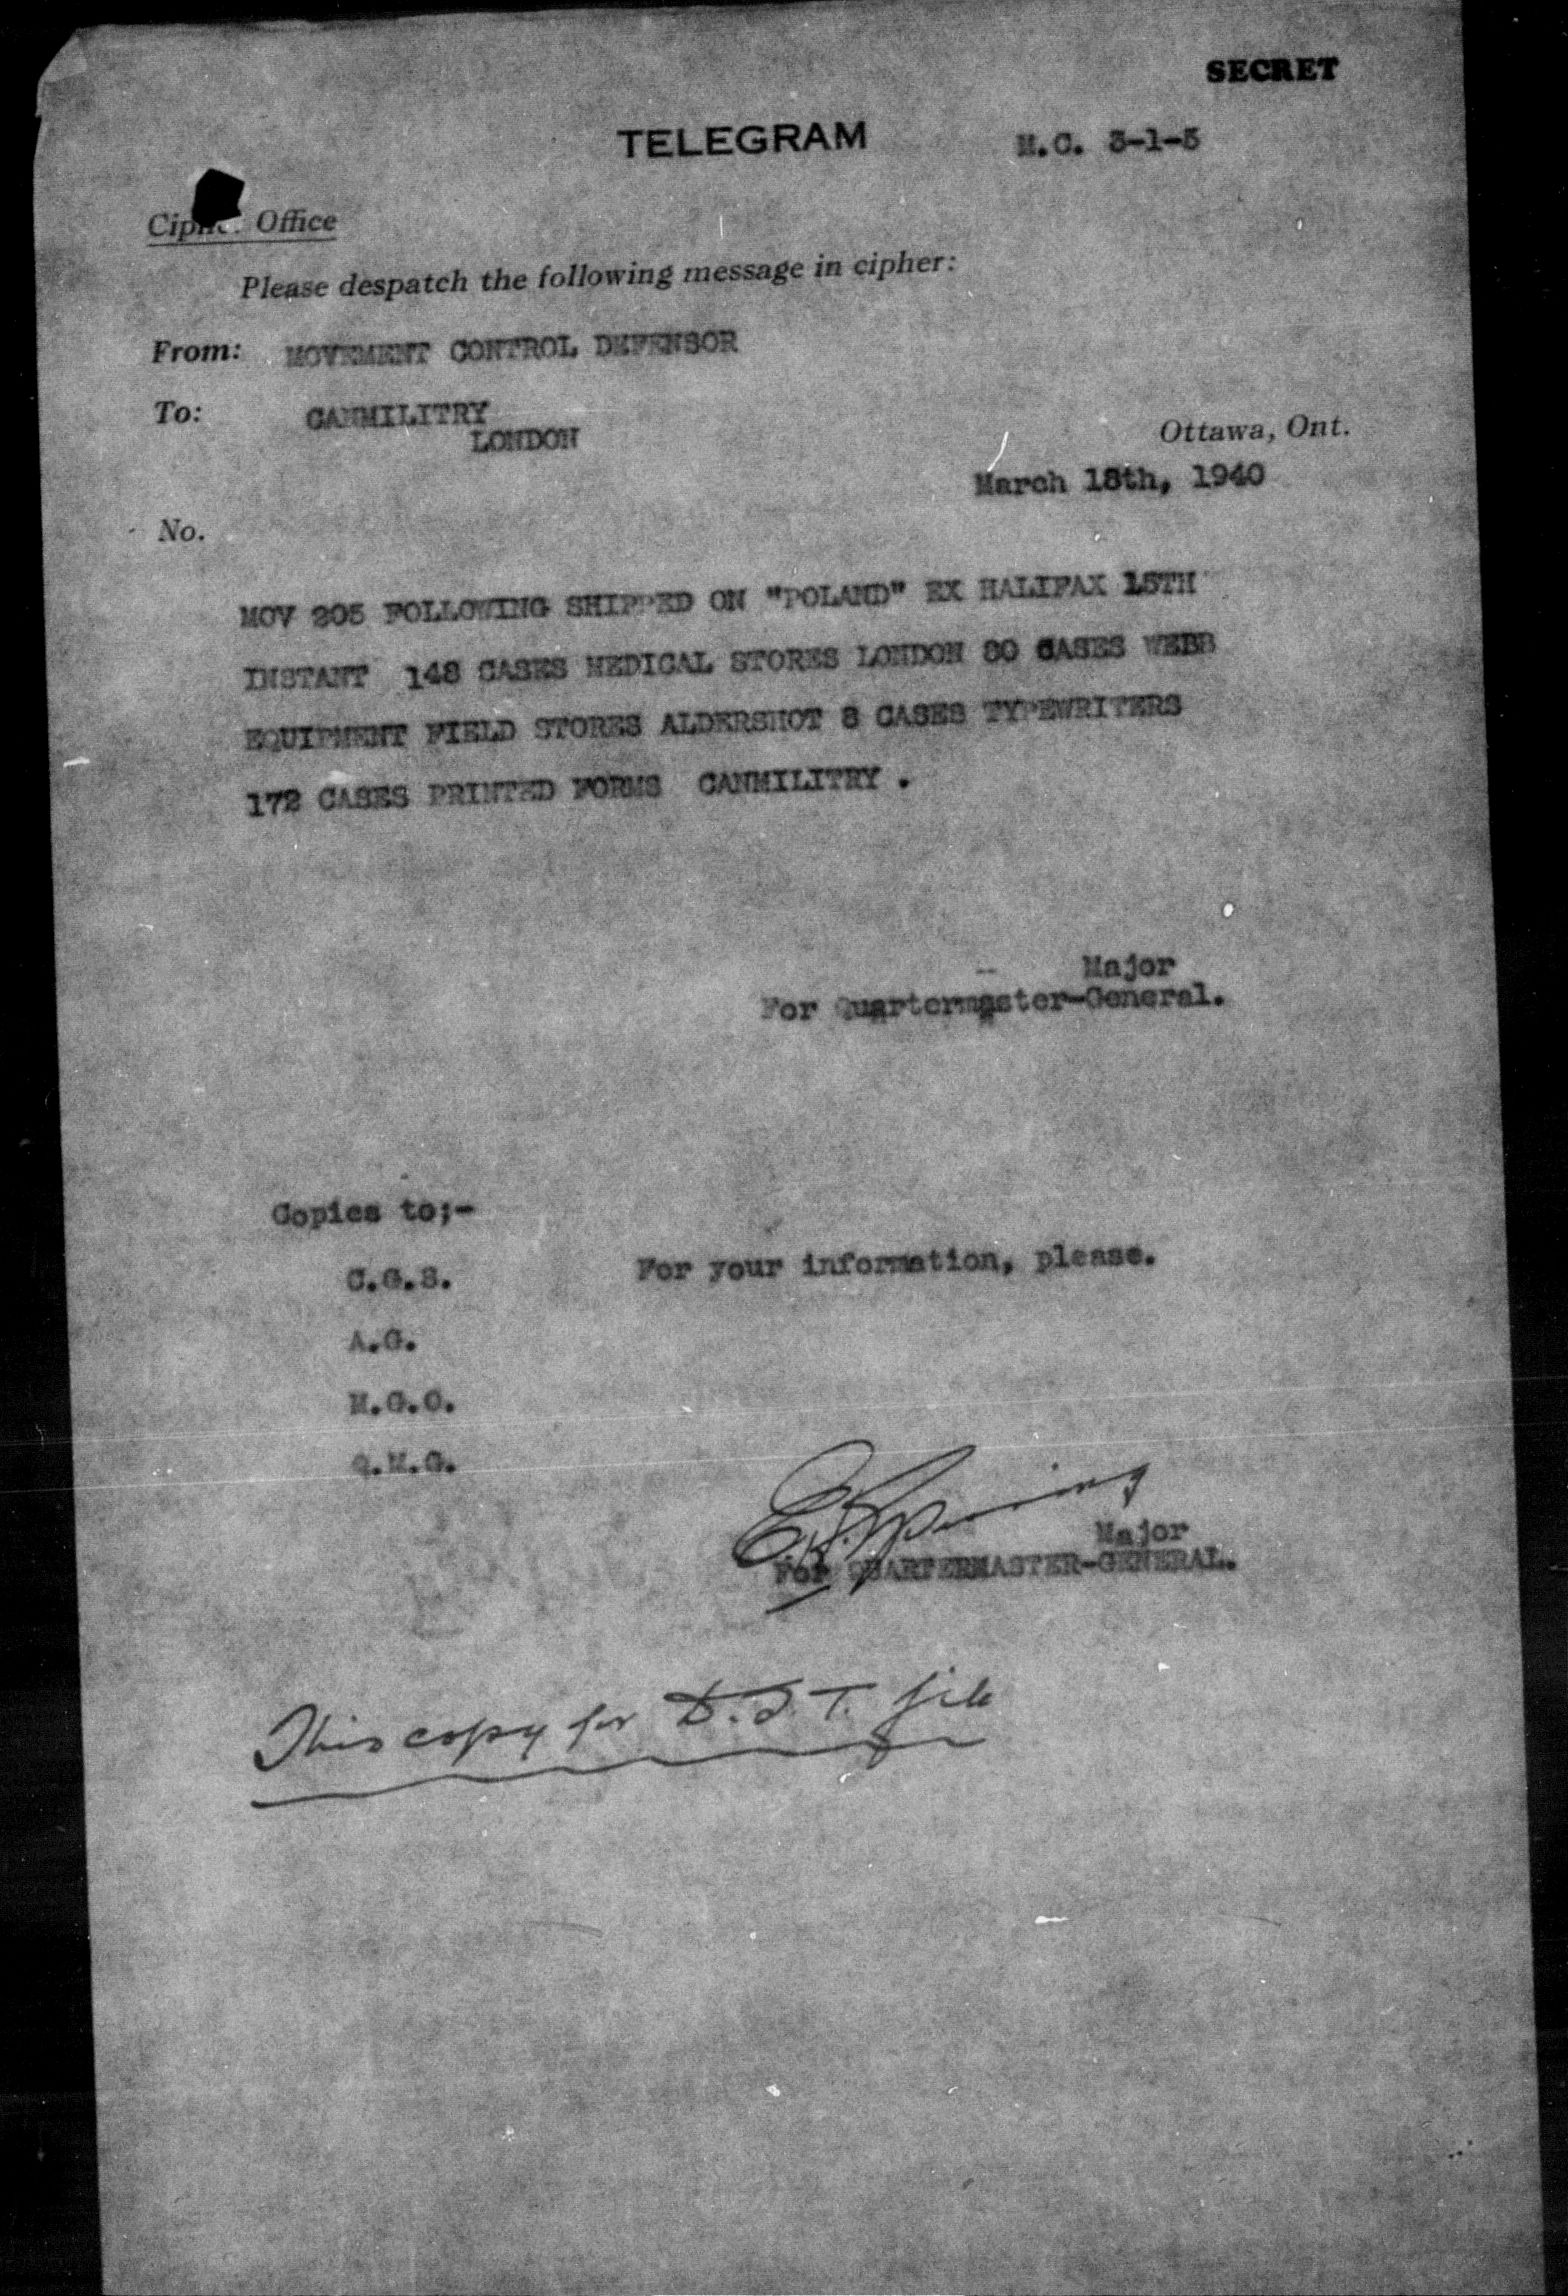 SECRET
TELEGRAM M.C. 3-1-5
Cipher Office
Please despatch the following message in cipher:
From: MOVEMENT CONTROL DEFENSOR
To: CANMILITRY
LONDON
Ottawa, Ont.
March 18th, 1940
No.
MOV 205 FOLLOWING SHIPPED ON "POLAND" EX HALIFAX 15TH
INSTANT 148 CASES MEDICAL STORES LONDON 80 CASES WEBB
EQUIPMENT FIELD STORES ALDERSHOT 8 CASES TYPEWRITERS
172 CASES PRINTED FORMS CANMILITRY .
Major
For Quartermaster-General.
Copies to;-
C.G.S. For your information, please.
A.G.
M.G.O.
Q.M.G.
Major
For QUARTERMASTER-GENERAL.
This copy for D.S.T. file